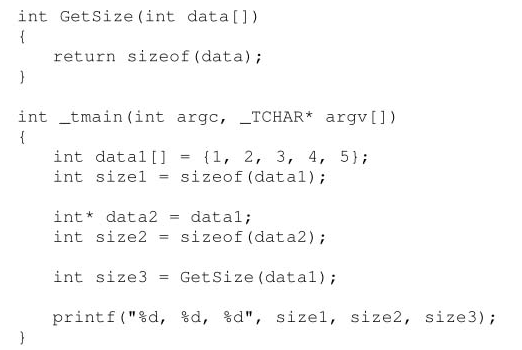 int GetSize(int data[])
{
    return sizeof(data);
}

int _tmain(int argc, _TCHAR* argv[])
{
    int data1[] = {1, 2, 3, 4, 5};
    int size1 = sizeof(data1);

    int* data2 = data1;
    int size2 = sizeof(data2);

    int size3 = GetSize(data1);

    printf("%d, %d, %d", size1, size2, size3);
}